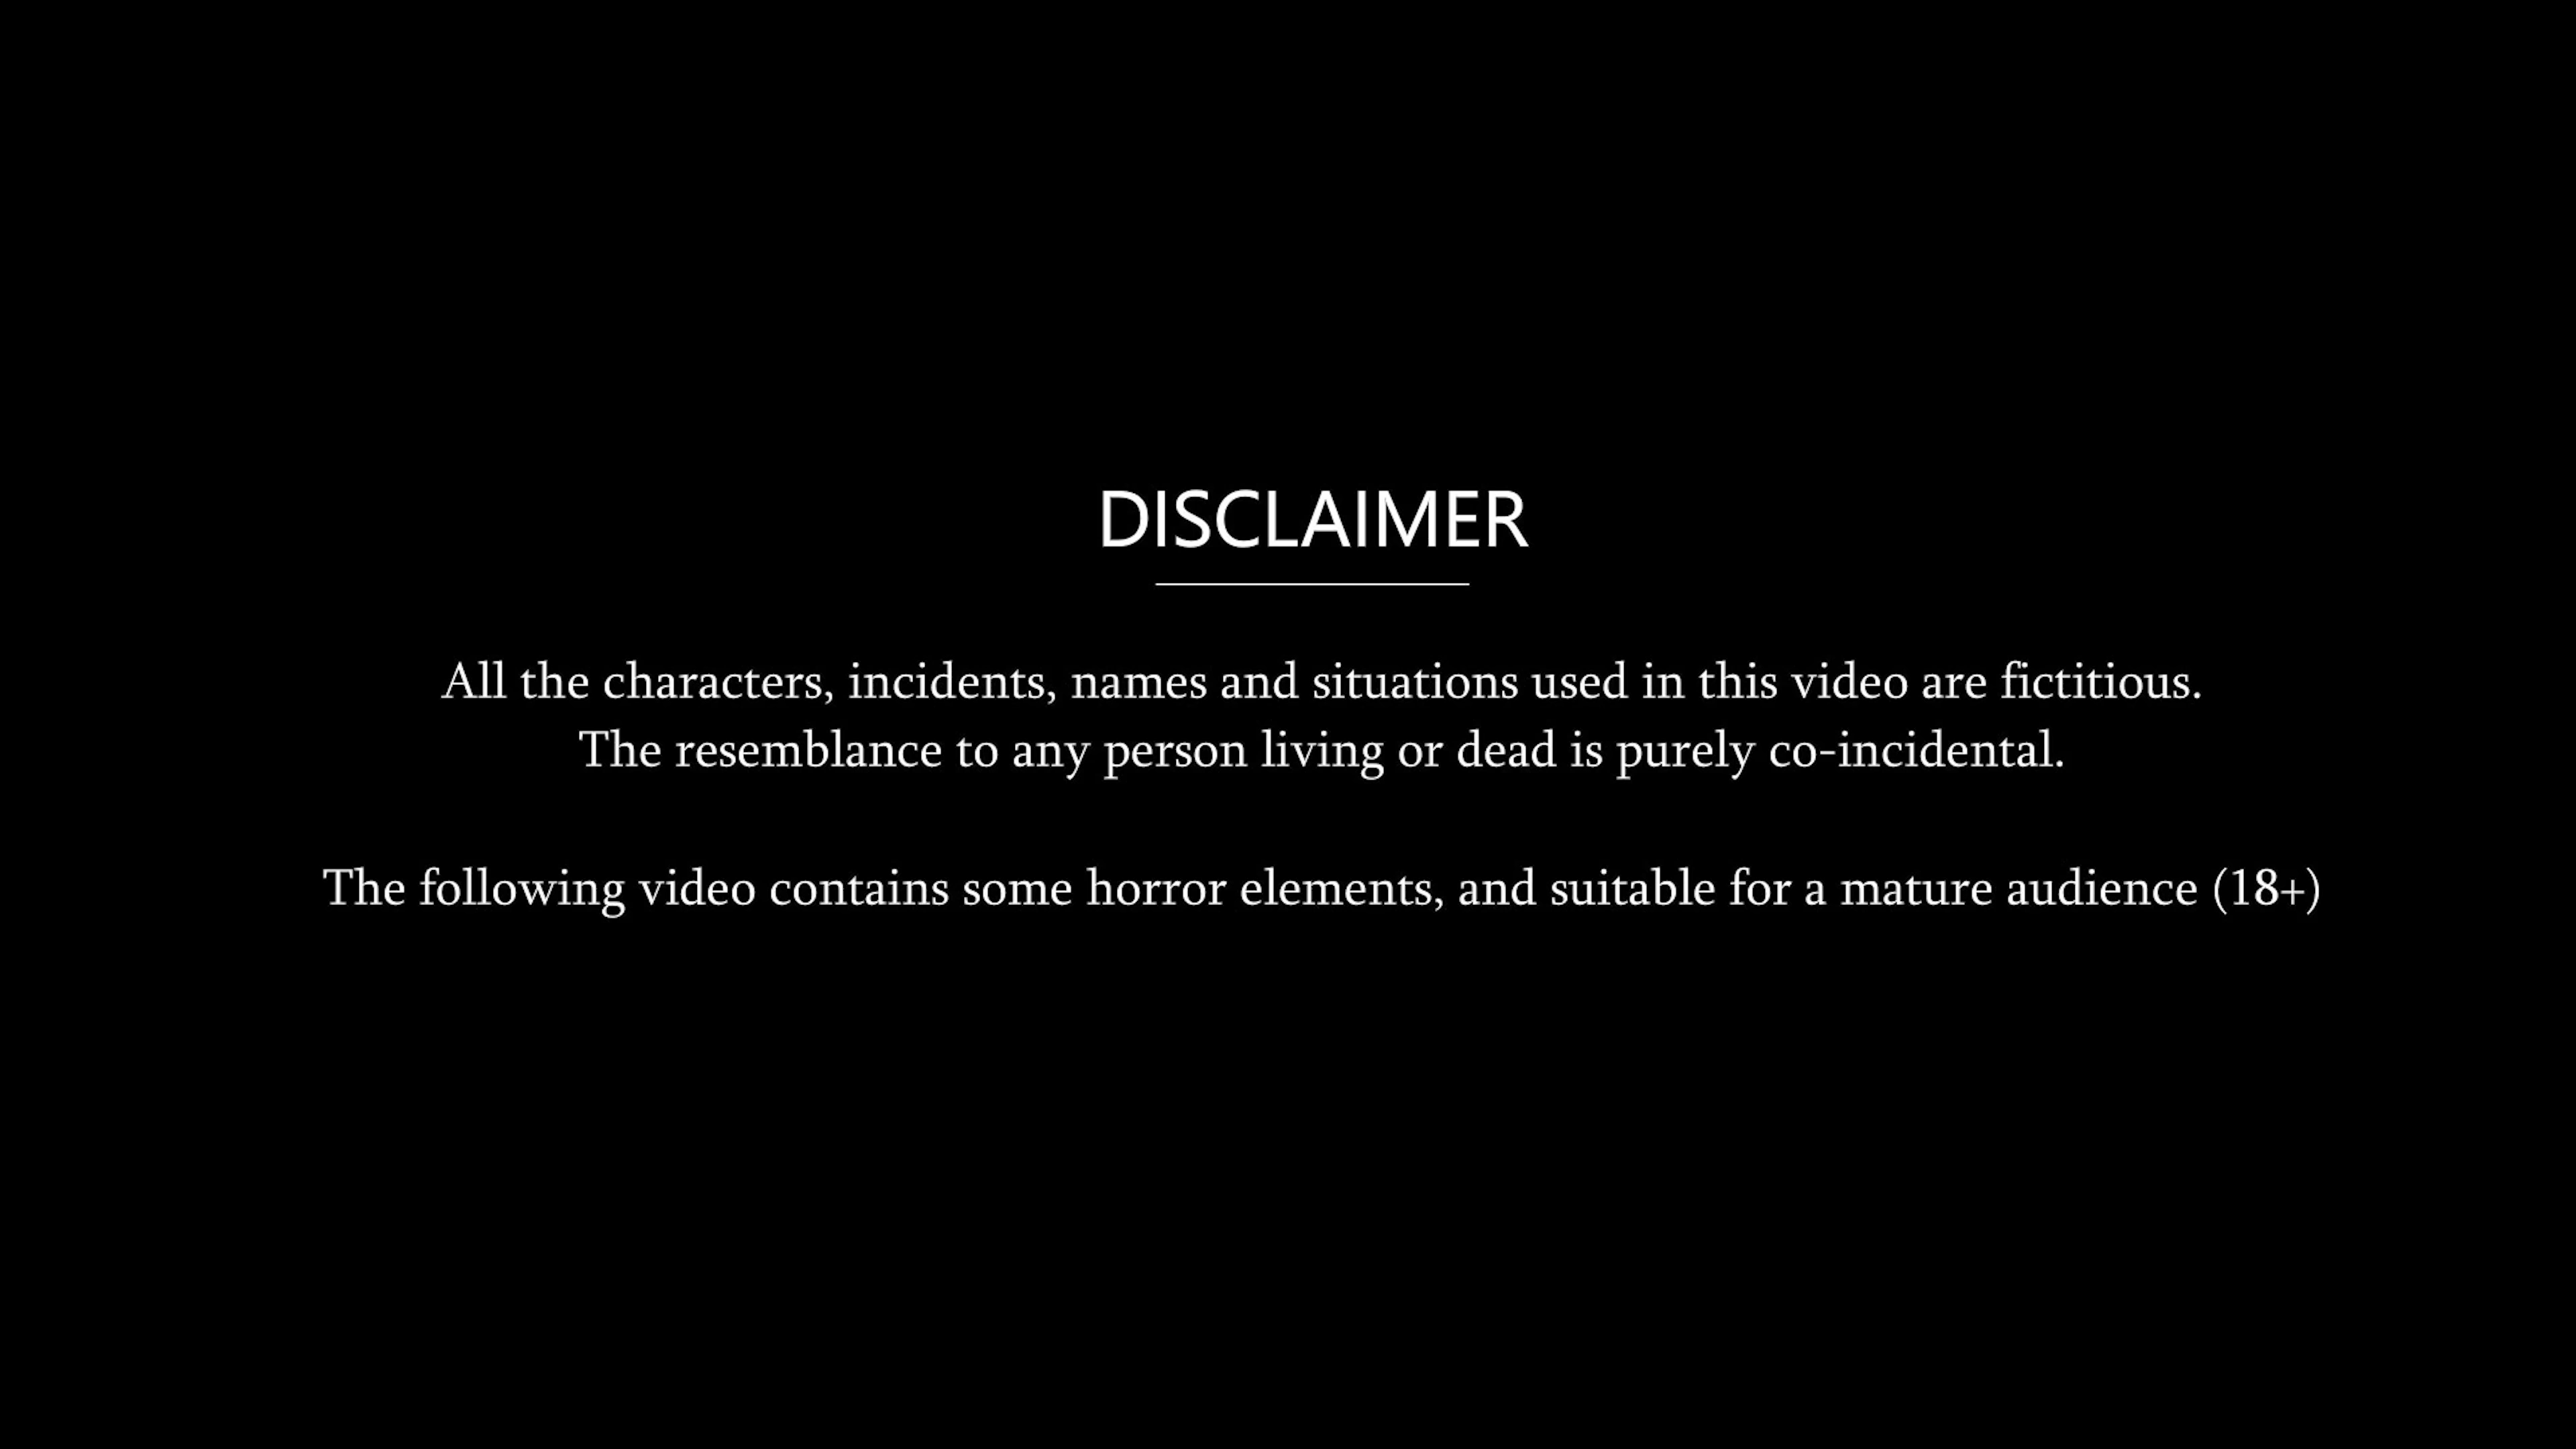 DISCLAIMER
All the characters, incidents, names and situations used in this video are fictitious.
The resemblance to any person living or dead is purely co-incidental.
The following video contains some horror elements, and suitable for a mature audience (18+)